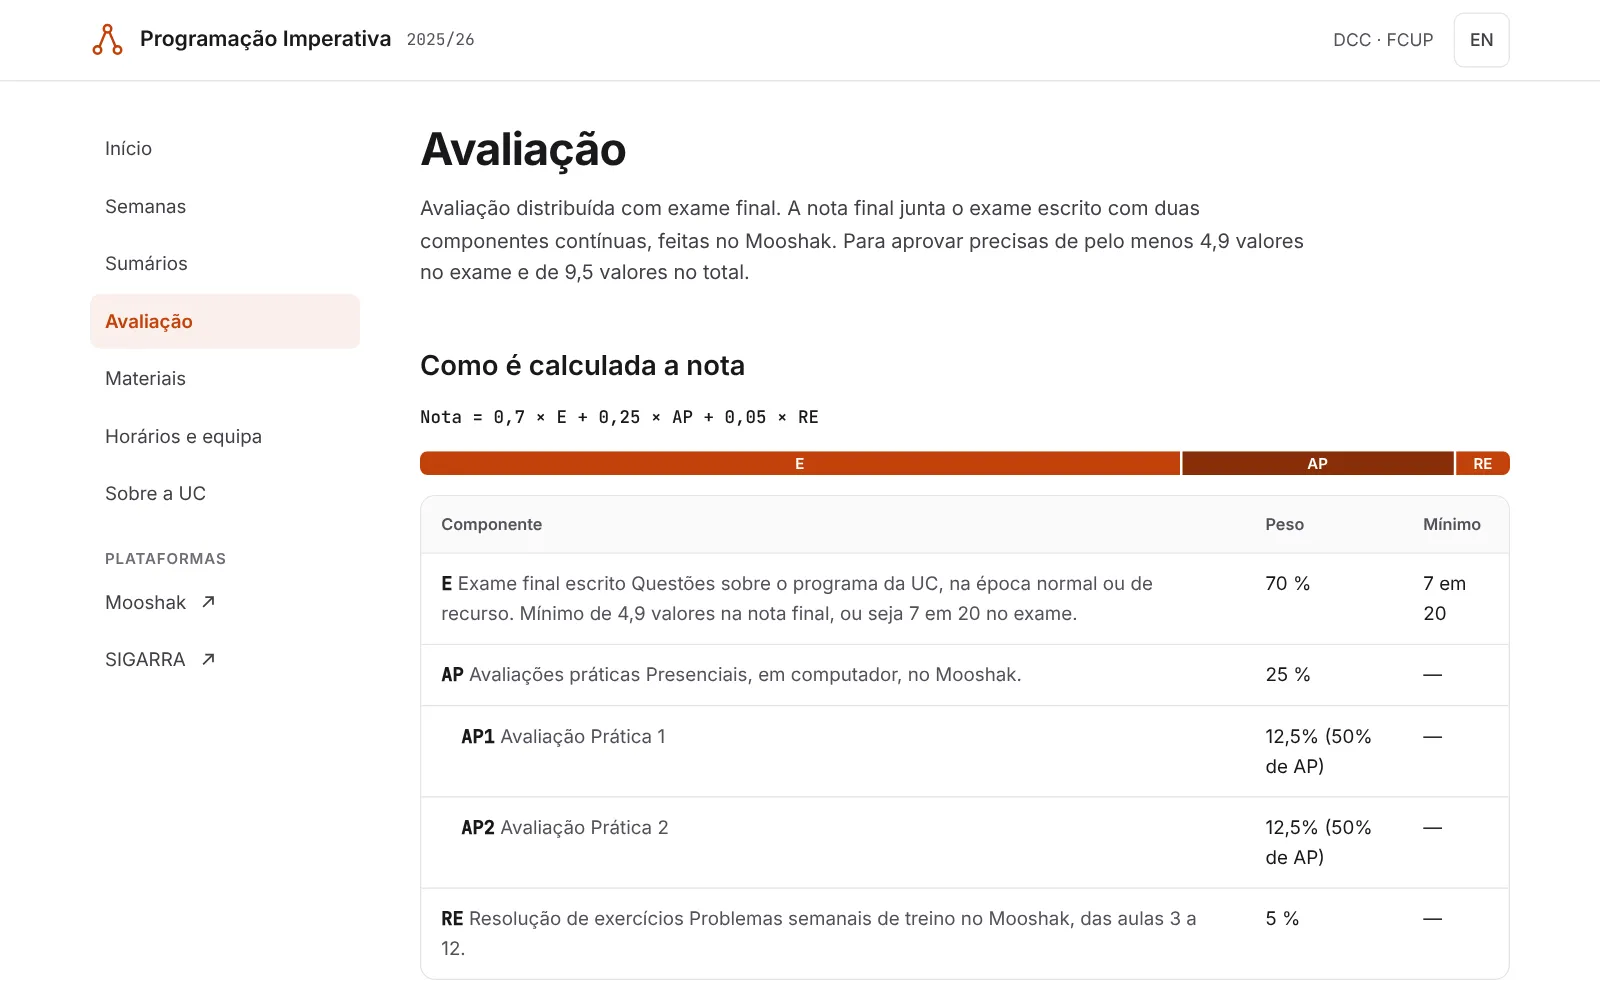 Programação Imperativa 2025/26
DCC · FCUP
EN
Início
Semanas
Sumários
Avaliação
Materiais
Horários e equipa
Sobre a UC
PLATAFORMAS
Mooshak ↗
SIGARRA ↗
Avaliação
Avaliação distribuída com exame final. A nota final junta o exame escrito com duas
componentes contínuas, feitas no Mooshak. Para aprovar precisas de pelo menos 4,9 valores
no exame e de 9,5 valores no total.
Como é calculada a nota
Nota = 0,7 × E + 0,25 × AP + 0,05 × RE
E AP RE
Componente Peso Mínimo
E Exame final escrito Questões sobre o programa da UC, na época normal ou de
recurso. Mínimo de 4,9 valores na nota final, ou seja 7 em 20 no exame.
70 %
7 em
20
AP Avaliações práticas Presenciais, em computador, no Mooshak. 25 % —
AP1 Avaliação Prática 1
12,5% (50%
de AP)
—
AP2 Avaliação Prática 2
12,5% (50%
de AP)
—
RE Resolução de exercícios Problemas semanais de treino no Mooshak, das aulas 3 a
12.
5 %
—